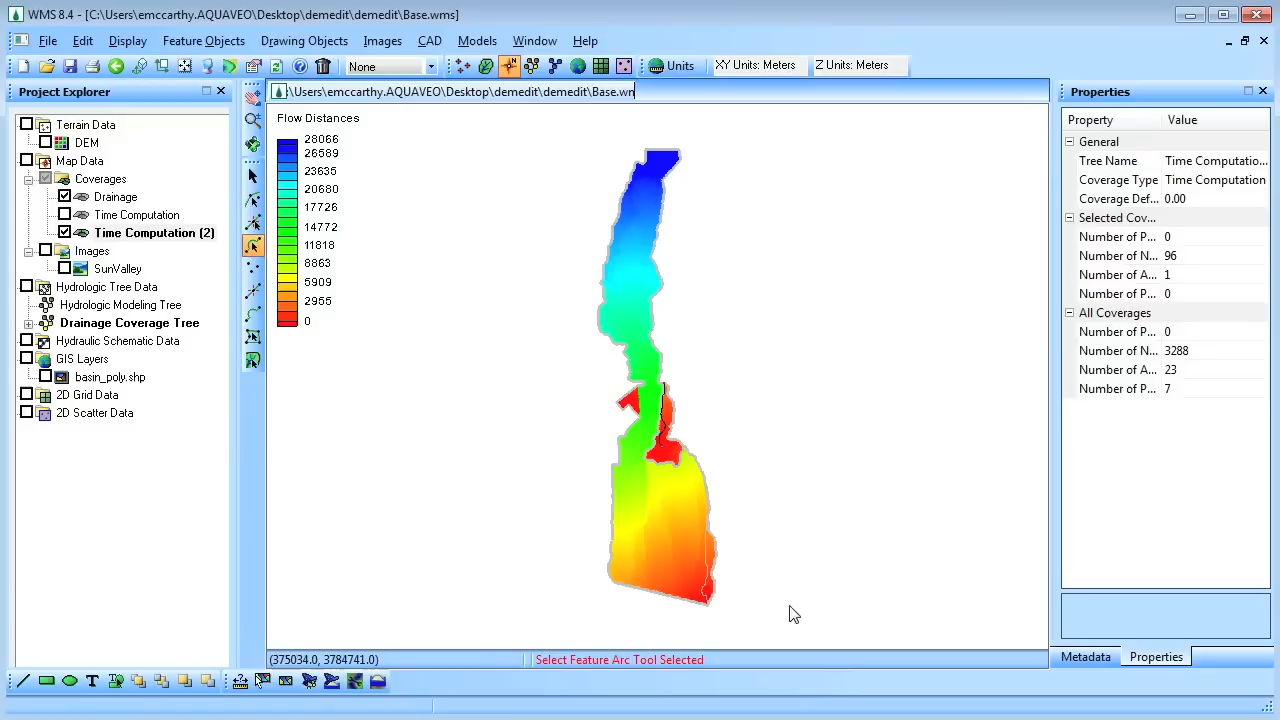 WMS 8.4 - [C:\Users\emccarthy.AQUAVEO\Desktop\demedit\demedit\Base.wms]
File Edit Display Feature Objects Drawing Objects Images CAD Models Window Help
None Units XY Units: Meters Z Units: Meters
Project Explorer
Terrain Data
DEM
Map Data
Coverages
Drainage
Time Computation
Time Computation (2)
Images
SunValley
Hydrologic Tree Data
Hydrologic Modeling Tree
Drainage Coverage Tree
Hydraulic Schematic Data
GIS Layers
basin_poly.shp
2D Grid Data
2D Scatter Data
:\Users\emccarthy.AQUAVEO\Desktop\demedit\demedit\Base.wm
Flow Distances
28066
26589
23635
20680
17726
14772
11818
8863
5909
2955
0
(375034.0, 3784741.0) Select Feature Arc Tool Selected
Properties
Property Value
General
Tree Name Time Computatio...
Coverage Type Time Computation
Coverage Def... 0.00
Selected Cov...
Number of P... 0
Number of N... 96
Number of A... 1
Number of P... 0
All Coverages
Number of P... 0
Number of N... 3288
Number of A... 23
Number of P... 7
Metadata Properties
T